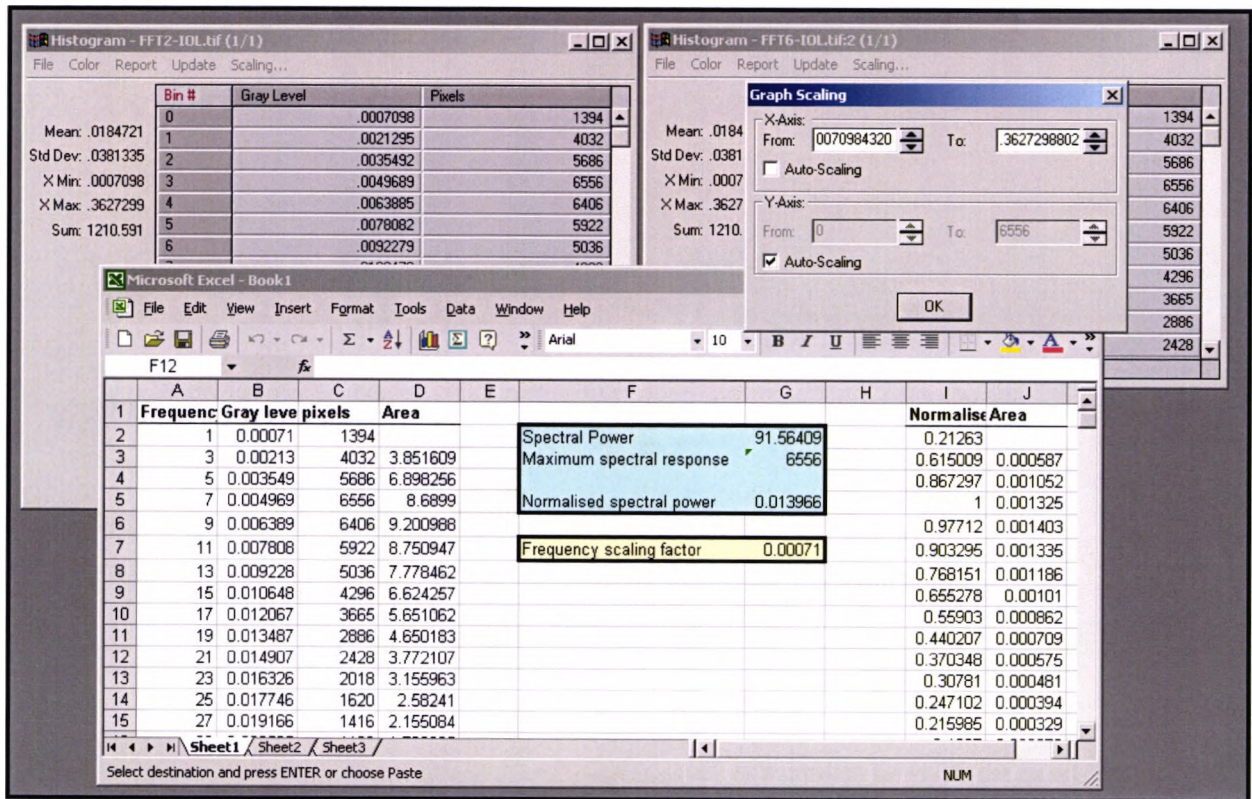 Histogram - FFT2-IOL.tif (1/1)
File Color Report Update Scaling...
Mean: .0184721
Std Dev: .0381335
X Min: .0007098
X Max: .3627299
Sum: 1210.591
Bin # Gray Level Pixels
0 .0007098 1394
1 .0021295 4032
2 .0035492 5686
3 .0049689 6556
4 .0063885 6406
5 .0078082 5922
6 .0092279 5036
Histogram - FFT6-IOL.tif:2 (1/1)
File Color Report Update Scaling...
Mean: .0184
Std Dev: .0381
X Min: .0007
X Max: .3627
Sum: 1210.
1394
4032
5686
6556
6406
5922
5036
4296
3665
2886
2428
Graph Scaling
X-Axis:
From: 0070984320 To: .3627298802
Auto-Scaling
Y-Axis:
From: 0 To: 6556
Auto-Scaling
OK
Microsoft Excel - Book1
File Edit View Insert Format Tools Data Window Help
Arial 10 B I U A
F12 fx
A B C D E F G H I J
1 Frequenc Gray leve pixels Area Normalise Area
2 1 0.00071 1394 Spectral Power 91.56409 0.21263
3 3 0.00213 4032 3.851609 Maximum spectral response 6556 0.615009 0.000587
4 5 0.003549 5686 6.898256 0.867297 0.001052
5 7 0.004969 6556 8.6899 Normalised spectral power 0.013966 1 0.001325
6 9 0.006389 6406 9.200988 0.97712 0.001403
7 11 0.007808 5922 8.750947 Frequency scaling factor 0.00071 0.903295 0.001335
8 13 0.009228 5036 7.778462 0.768151 0.001186
9 15 0.010648 4296 6.624257 0.655278 0.00101
10 17 0.012067 3665 5.651062 0.55903 0.000862
11 19 0.013487 2886 4.650183 0.440207 0.000709
12 21 0.014907 2428 3.772107 0.370348 0.000575
13 23 0.016326 2018 3.155963 0.30781 0.000481
14 25 0.017746 1620 2.58241 0.247102 0.000394
15 27 0.019166 1416 2.155084 0.215985 0.000329
Sheet1 Sheet2 Sheet3
Select destination and press ENTER or choose Paste NUM